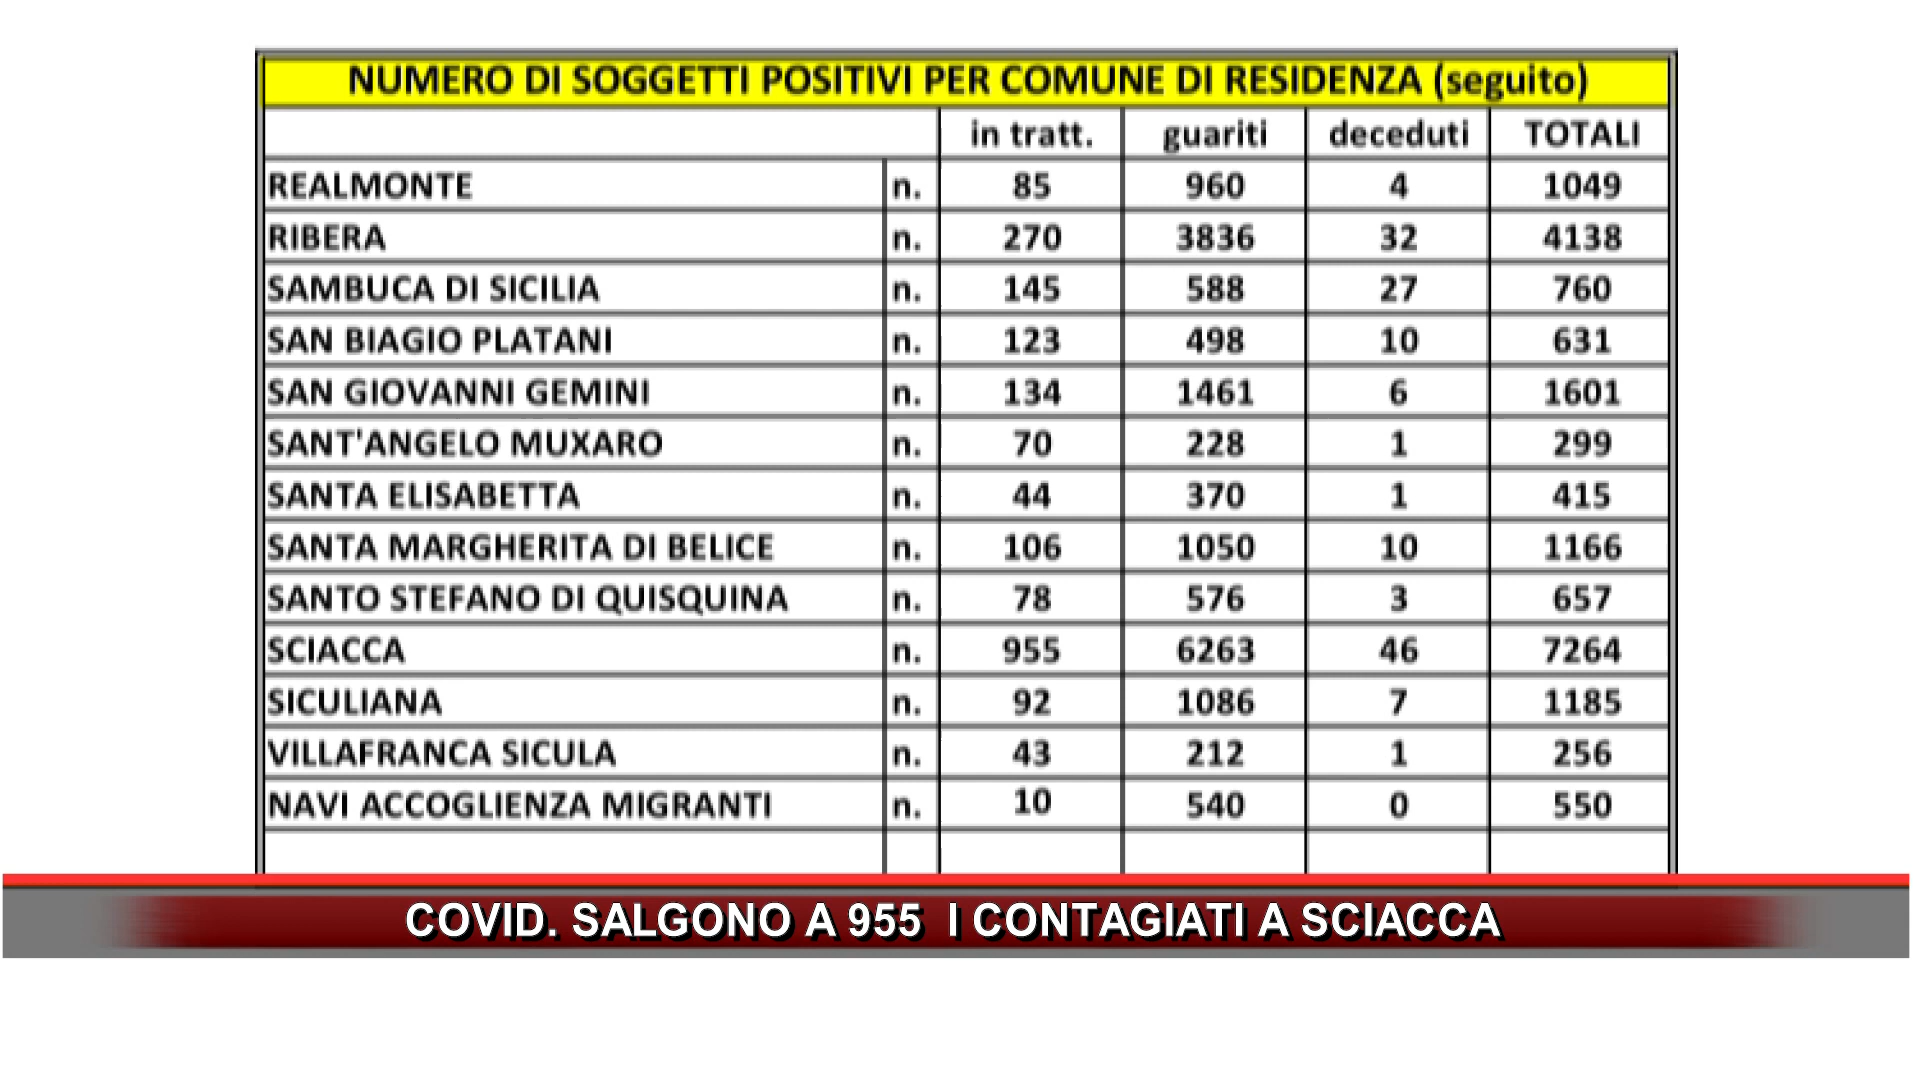 NUMERO DI SOGGETTI POSITIVI PER COMUNE DI RESIDENZA (seguito)
in tratt. guariti deceduti TOTALI
REALMONTE n. 85 960 4 1049
RIBERA n. 270 3836 32 4138
SAMBUCA DI SICILIA n. 145 588 27 760
SAN BIAGIO PLATANI n. 123 498 10 631
SAN GIOVANNI GEMINI n. 134 1461 6 1601
SANT'ANGELO MUXARO n. 70 228 1 299
SANTA ELISABETTA n. 44 370 1 415
SANTA MARGHERITA DI BELICE n. 106 1050 10 1166
SANTO STEFANO DI QUISQUINA n. 78 576 3 657
SCIACCA n. 955 6263 46 7264
SICULIANA n. 92 1086 7 1185
VILLAFRANCA SICULA n. 43 212 1 256
NAVI ACCOGLIENZA MIGRANTI n. 10 540 0 550
COVID. SALGONO A 955 I CONTAGIATI A SCIACCA